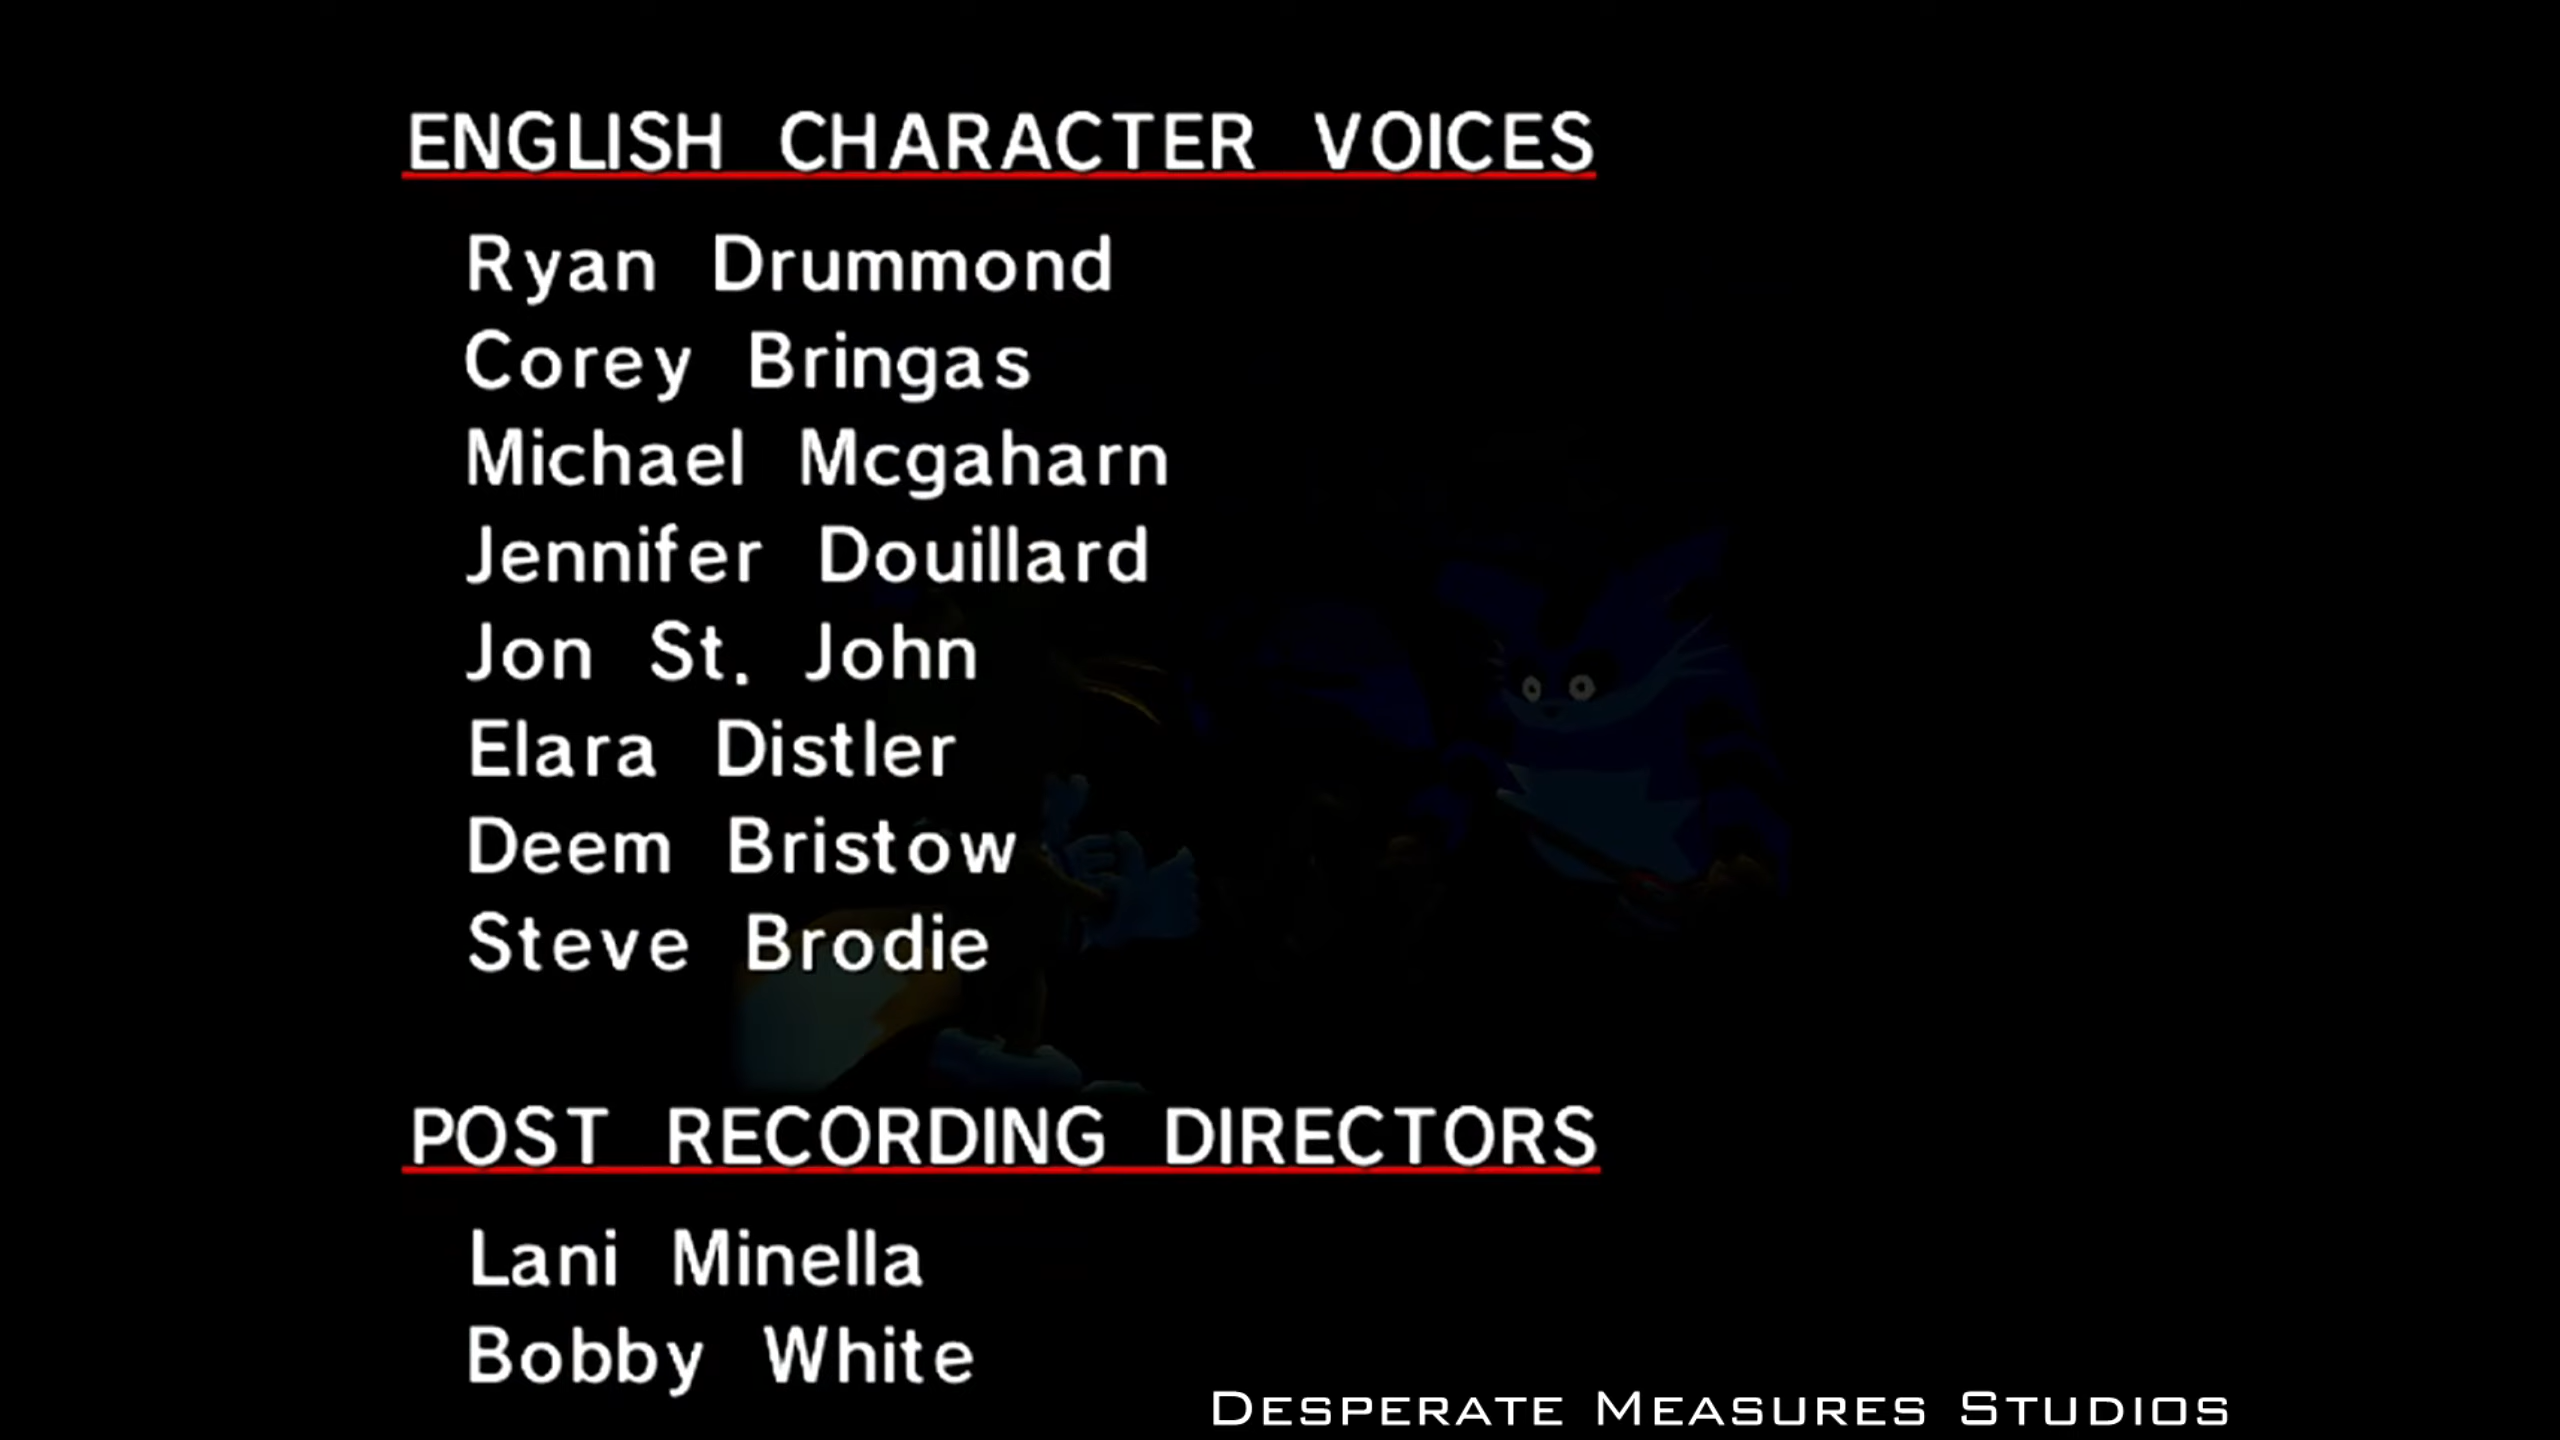 ENGLISH CHARACTER VOICES
Ryan Drummond
Corey Bringas
Michael Mcgaharn
Jennifer Douillard
Jon St. John
Elara Distler
Deem Bristow
Steve Brodie
POST RECORDING DIRECTORS
Lani Minella
Bobby White
DESPERATE MEASURES STUDIOS